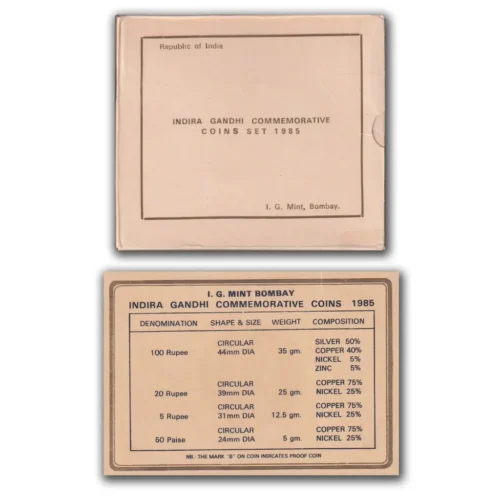 Republic of India
INDIRA GANDHI COMMEMORATIVE
COINS SET 1985
I. G. Mint, Bombay.
I. G. MINT BOMBAY
INDIRA GANDHI COMMEMORATIVE COINS 1985
DENOMINATION SHAPE & SIZE WEIGHT COMPOSITION
CIRCULAR SILVER 50%
100 Rupee 44mm DIA 35 gm. COPPER 40%
NICKEL 5%
ZINC 5%
CIRCULAR COPPER 75%
20 Rupee 39mm DIA 25 gm. NICKEL 25%
CIRCULAR COPPER 75%
5 Rupee 31mm DIA 12.5 gm. NICKEL 25%
CIRCULAR COPPER 75%
50 Paise 24mm DIA 5 gm. NICKEL 25%
NB: THE MARK "B" ON COIN INDICATES PROOF COIN